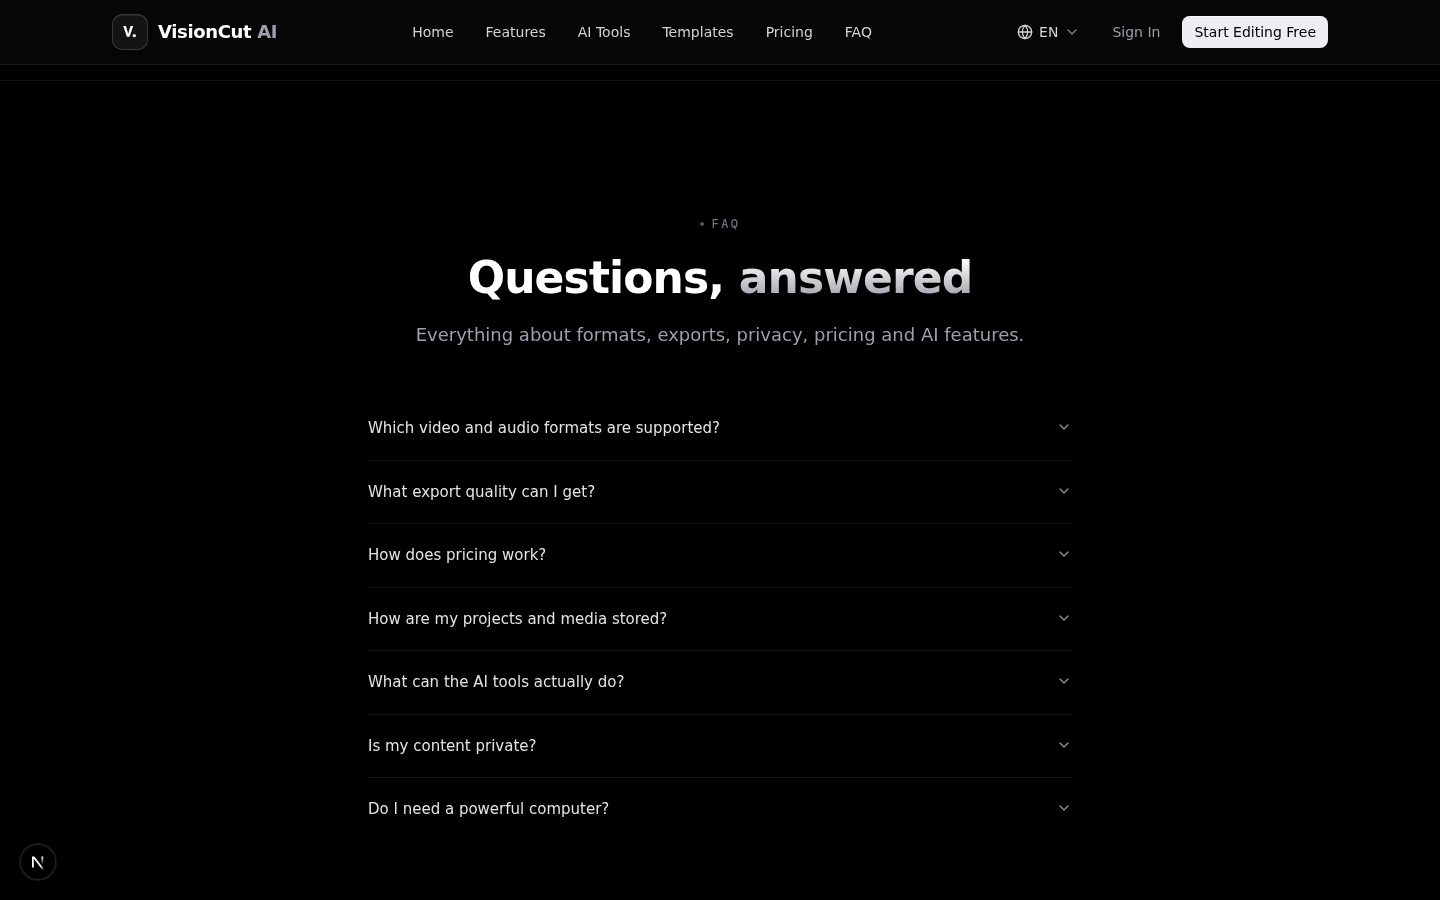 V. VisionCut AI Home Features AI Tools Templates Pricing FAQ EN Sign In Start Editing Free
FAQ
Questions, answered
Everything about formats, exports, privacy, pricing and AI features.
Which video and audio formats are supported?
What export quality can I get?
How does pricing work?
How are my projects and media stored?
What can the AI tools actually do?
Is my content private?
Do I need a powerful computer?
N